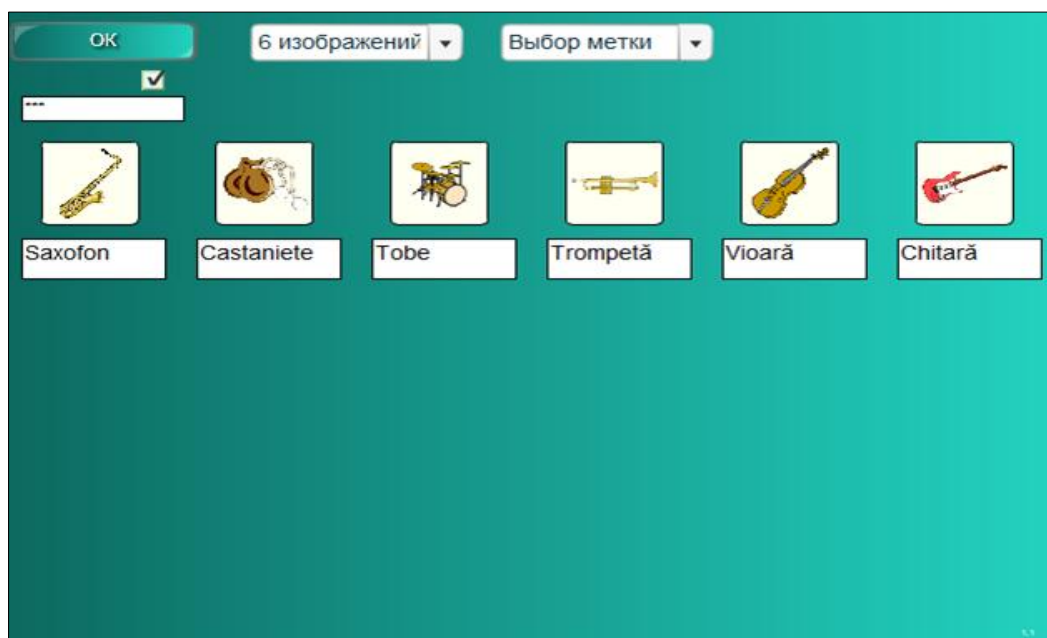 OK
6 изображений
Выбор метки
***
Saxofon
Castaniete
Tobe
Trompetă
Vioară
Chitară